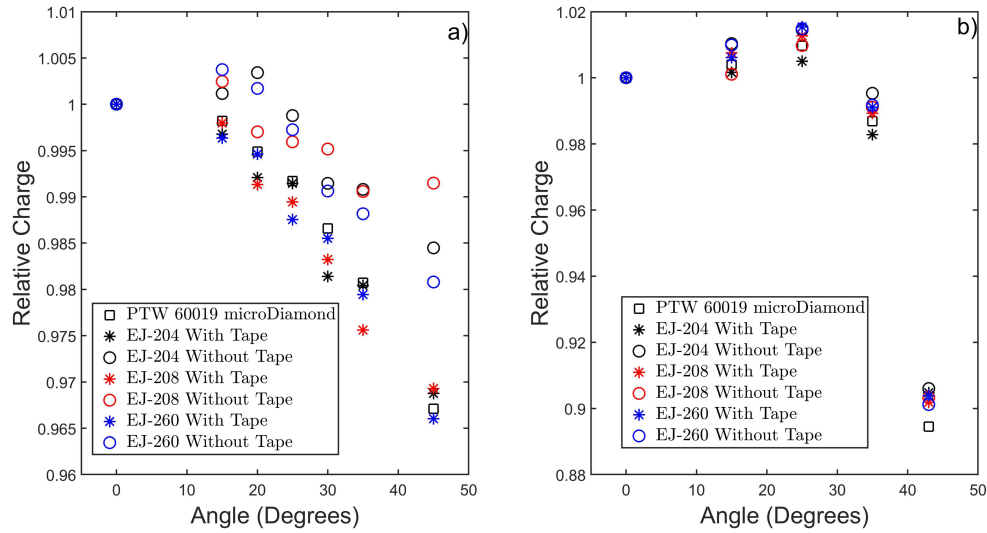 a)
1.01
1.005
1
0.995
0.99
0.985
0.98
0.975
0.97
0.965
0.96
Relative Charge
PTW 60019 microDiamond
EJ-204 With Tape
EJ-204 Without Tape
EJ-208 With Tape
EJ-208 Without Tape
EJ-260 With Tape
EJ-260 Without Tape
0 10 20 30 40 50
Angle (Degrees)
b)
1.02
1
0.98
0.96
0.94
0.92
0.9
0.88
Relative Charge
PTW 60019 microDiamond
EJ-204 With Tape
EJ-204 Without Tape
EJ-208 With Tape
EJ-208 Without Tape
EJ-260 With Tape
EJ-260 Without Tape
0 10 20 30 40 50
Angle (Degrees)